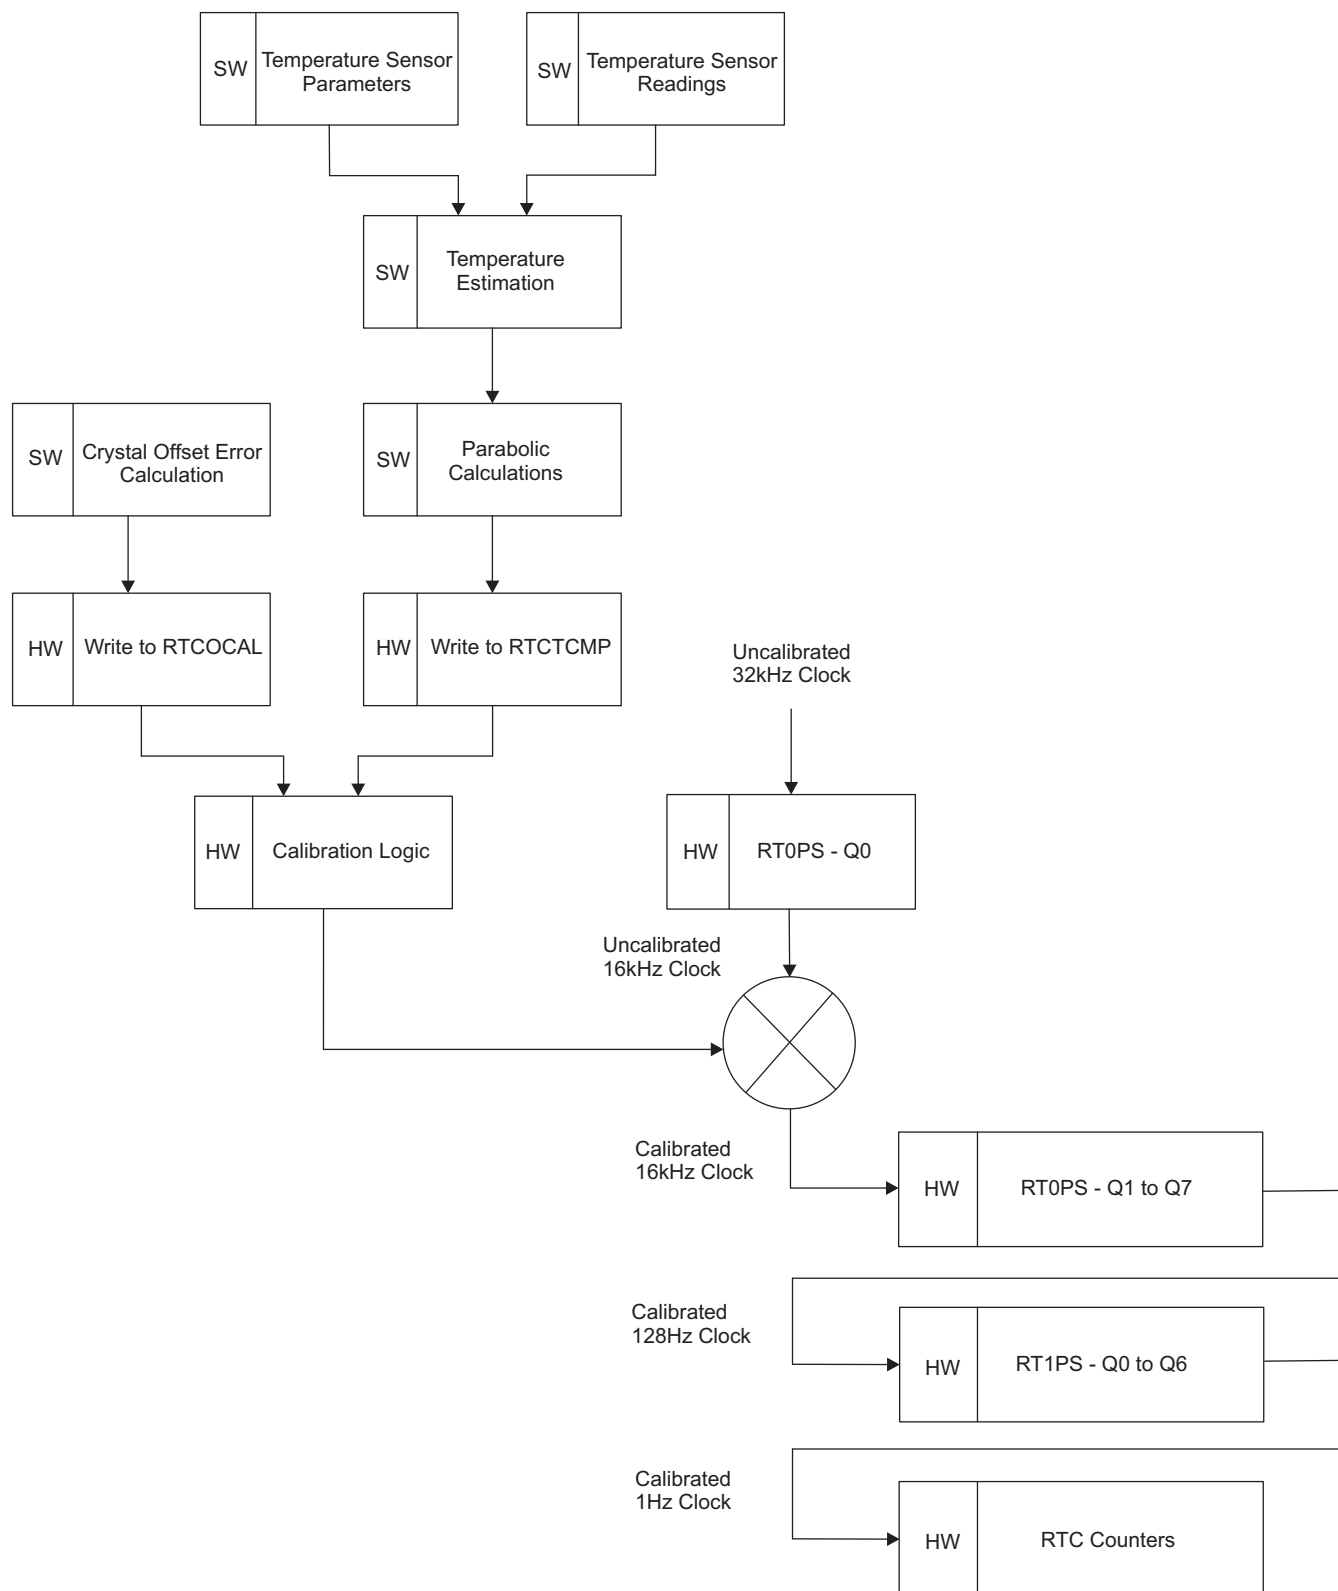 SW
Temperature Sensor
Parameters
SW
Temperature Sensor
Readings
SW
Temperature
Estimation
SW
Crystal Offset Error
Calculation
SW
Parabolic
Calculations
HW
Write to RTCOCAL
HW
Write to RTCTCMP
Uncalibrated
32kHz Clock
HW
Calibration Logic
HW
RT0PS - Q0
Uncalibrated
16kHz Clock
Calibrated
16kHz Clock
HW
RT0PS - Q1 to Q7
Calibrated
128Hz Clock
HW
RT1PS - Q0 to Q6
Calibrated
1Hz Clock
HW
RTC Counters